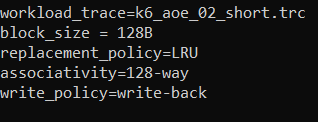 workload_trace=k6_aoe_02_short.trc
block_size = 128B
replacement_policy=LRU
associativity=128-way
write_policy=write-back